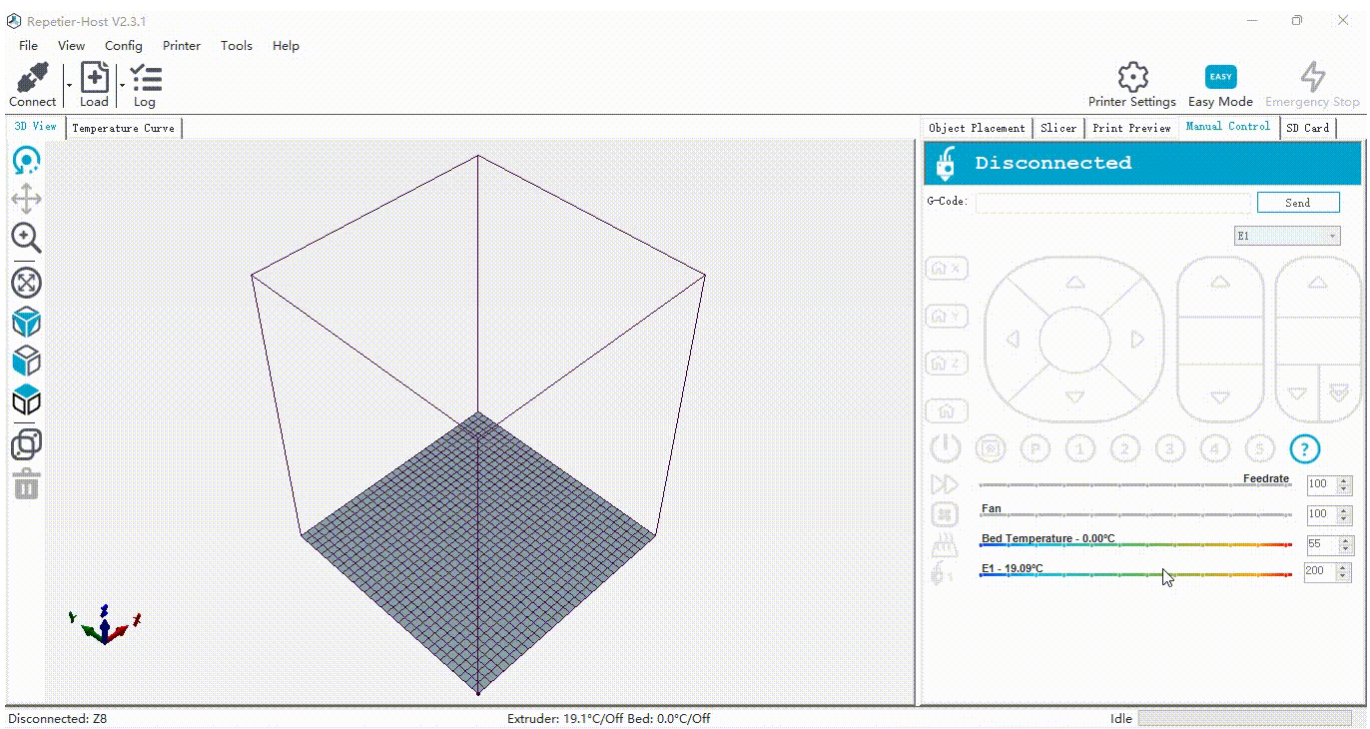 Repetier-Host V2.3.1
File View Config Printer Tools Help
Connect Load Log
Printer Settings EASY Easy Mode Emergency Stop
3D View Temperature Curve
Object Placement Slicer Print Preview Manual Control SD Card
Disconnected
G-Code: Send
E1
X
Y
Z
P 1 2 3 4 5 ?
Feedrate 100
Fan 100
Bed Temperature - 0.00°C 55
1 E1 - 19.09°C 200
Y Z X
Disconnected: Z8 Extruder: 19.1°C/Off Bed: 0.0°C/Off Idle